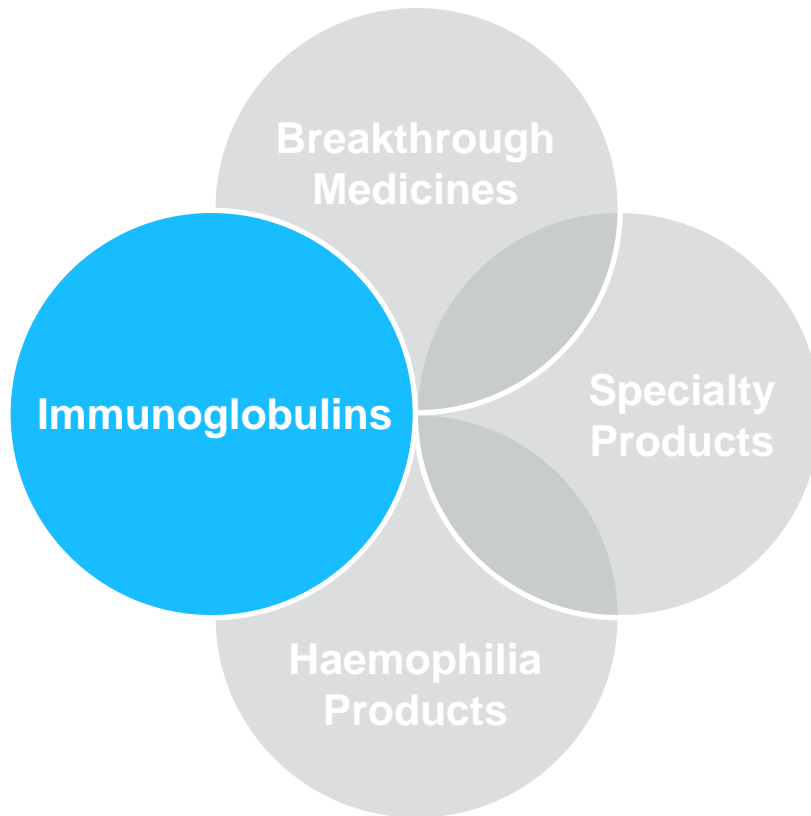 Breakthrough
Medicines
Immunoglobulins
Specialty
Products
Haemophilia
Products